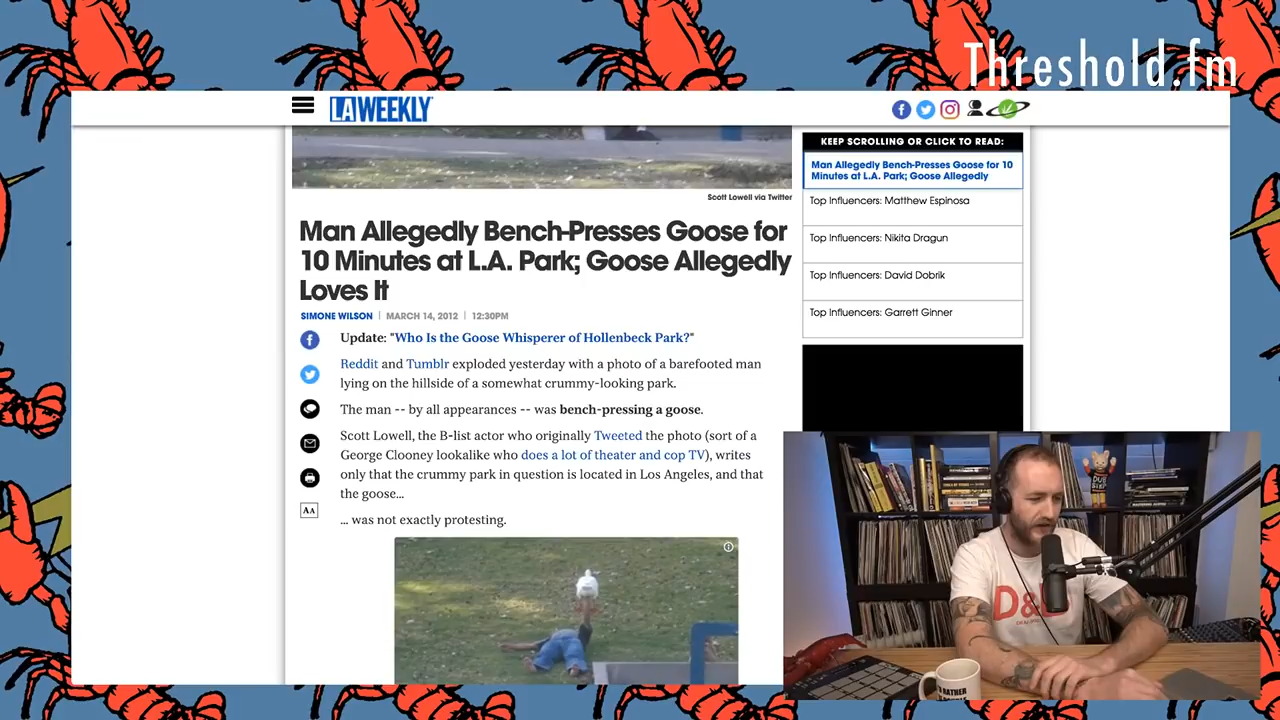 Threshold.fm
LA WEEKLY
Scott Lowell via Twitter
Man Allegedly Bench-Presses Goose for
10 Minutes at L.A. Park; Goose Allegedly
Loves It
SIMONE WILSON | MARCH 14, 2012 | 12:30PM
Update: "Who Is the Goose Whisperer of Hollenbeck Park?"
Reddit and Tumblr exploded yesterday with a photo of a barefooted man
lying on the hillside of a somewhat crummy-looking park.
The man -- by all appearances -- was bench-pressing a goose.
Scott Lowell, the B-list actor who originally Tweeted the photo (sort of a
George Clooney lookalike who does a lot of theater and cop TV), writes
only that the crummy park in question is located in Los Angeles, and that
the goose...
... was not exactly protesting.
AA
KEEP SCROLLING OR CLICK TO READ:
Man Allegedly Bench-Presses Goose for 10
Minutes at L.A. Park; Goose Allegedly
Top Influencers: Matthew Espinosa
Top Influencers: Nikita Dragun
Top Influencers: David Dobrik
Top Influencers: Garrett Ginner
DUB
D&
RATHER